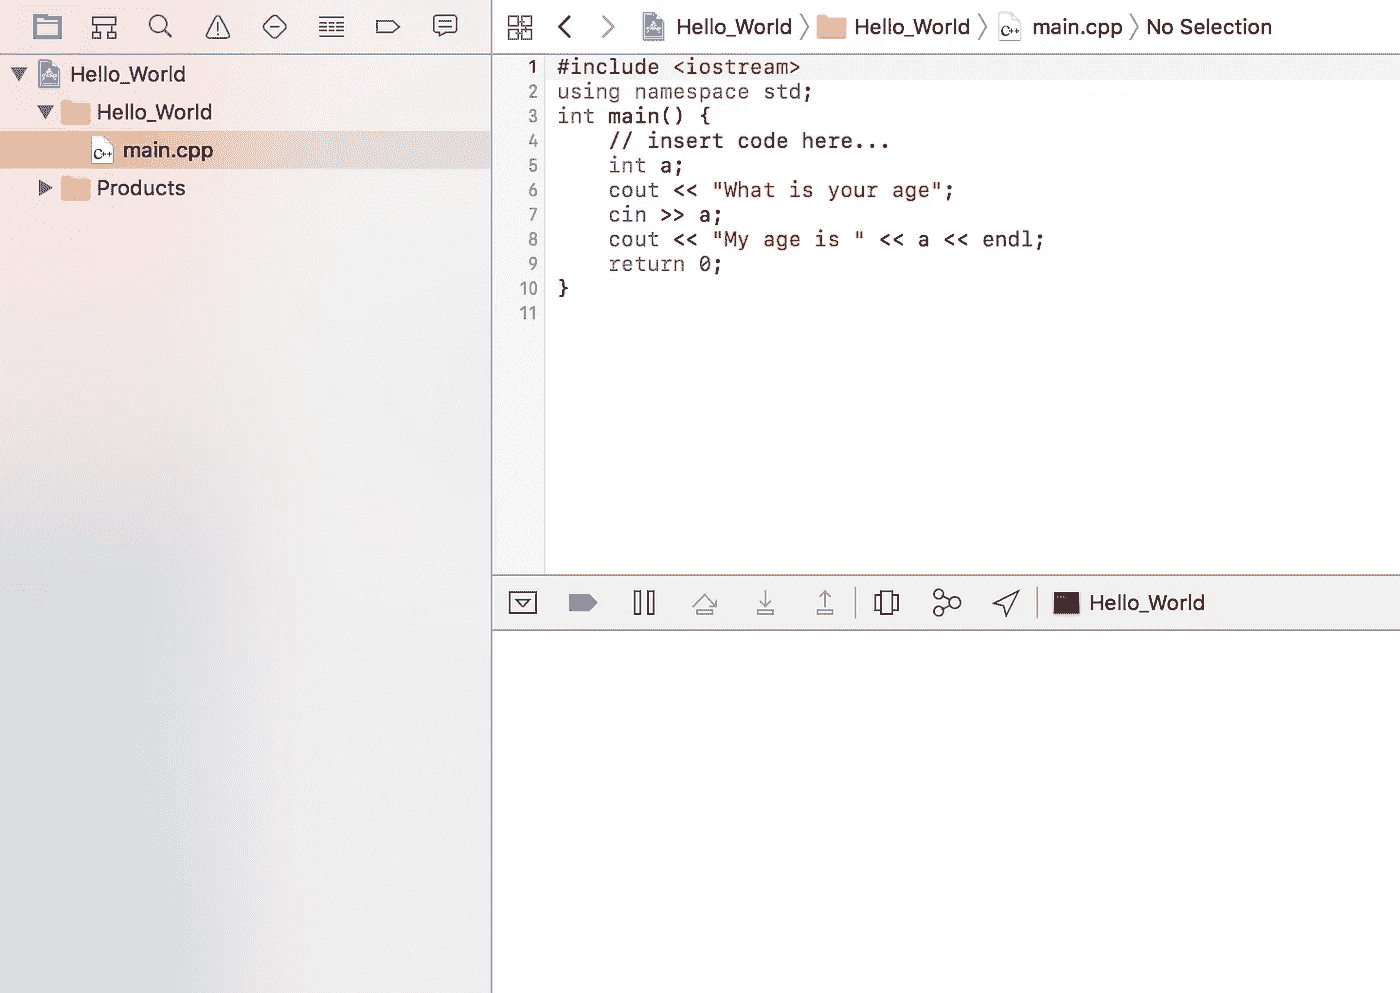 Hello_World
Hello_World
main.cpp
Products
Hello_World Hello_World main.cpp No Selection
1 #include <iostream>
2 using namespace std;
3 int main() {
4     // insert code here...
5     int a;
6     cout << "What is your age";
7     cin >> a;
8     cout << "My age is " << a << endl;
9     return 0;
10 }
11
Hello_World